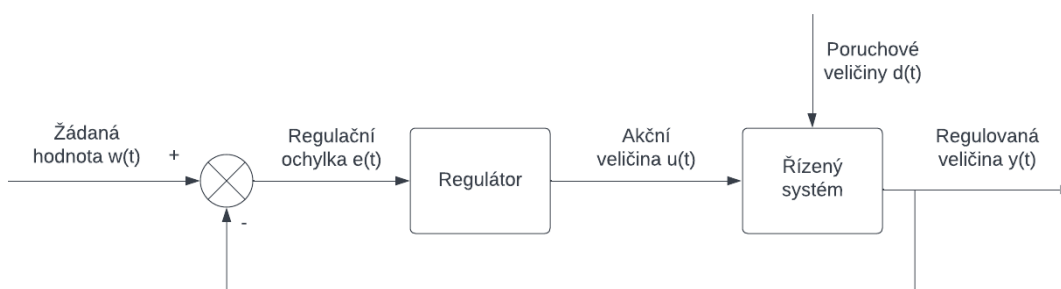 Poruchové
veličiny d(t)
Žádaná
hodnota w(t)
+
Regulační
ochylka e(t)
Regulátor
Akční
veličina u(t)
Řízený
systém
Regulovaná
veličina y(t)
-